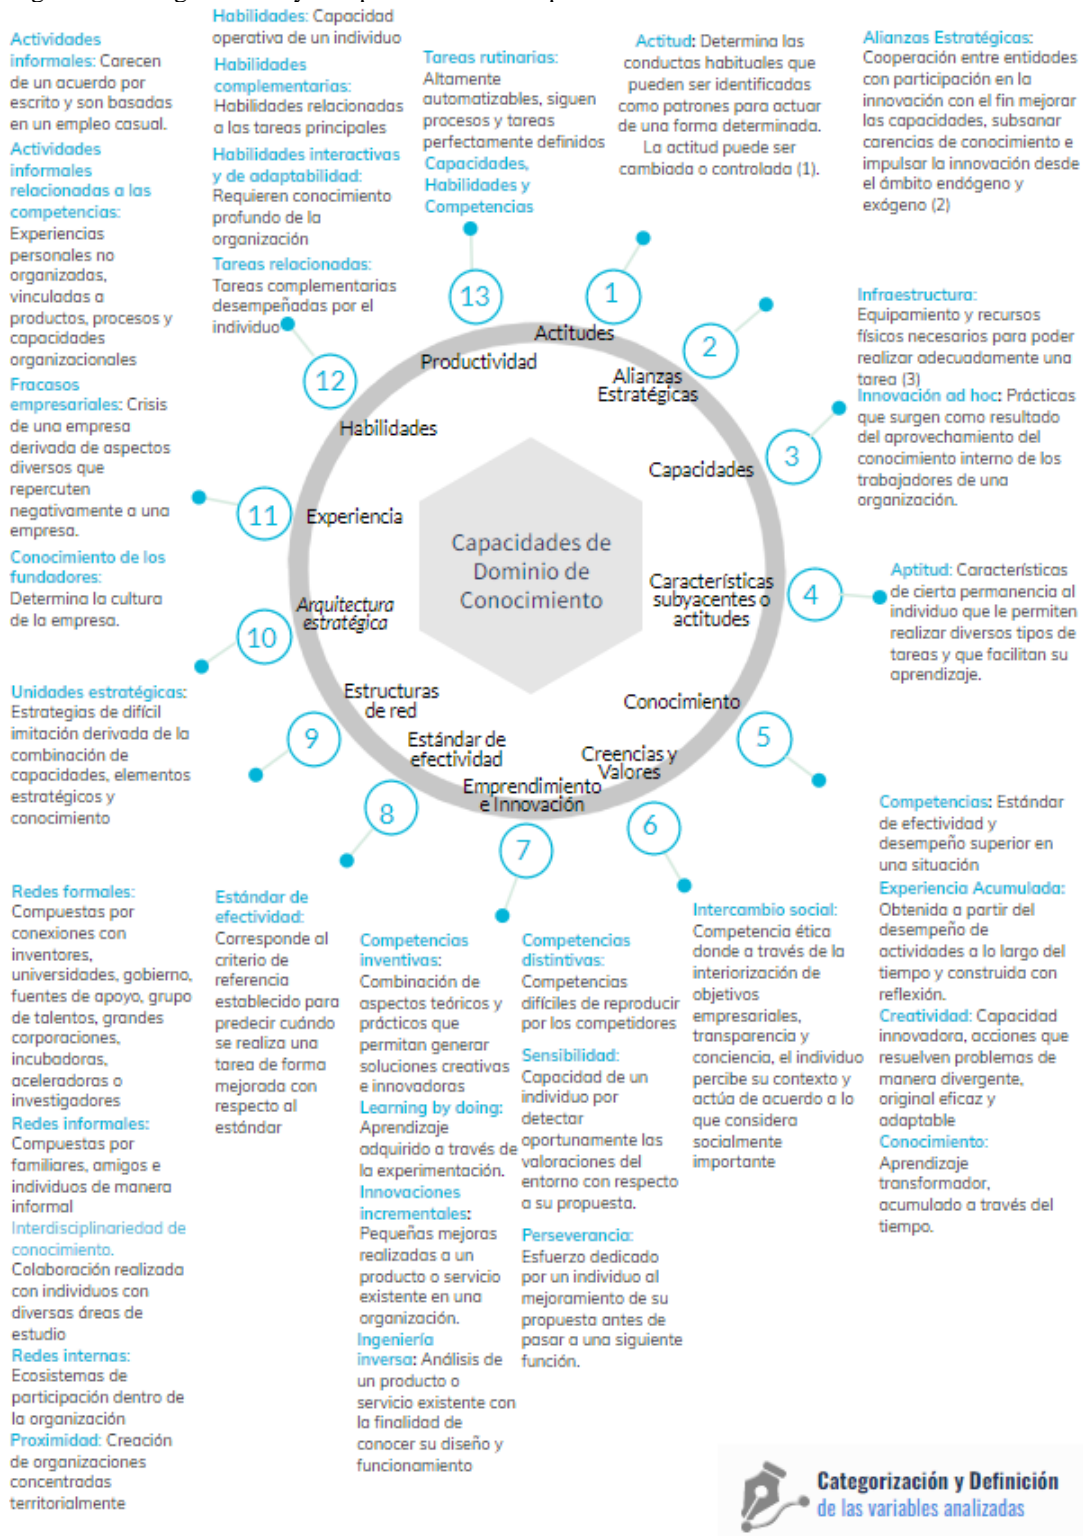 Actividades
informales: Carecen
de un acuerdo por
escrito y son basadas
en un empleo casual.
Actividades
informales
relacionadas a las
competencias:
Experiencias
personales no
organizadas,
vinculadas a
productos, procesos y
capacidades
organizacionales
Fracasos
empresariales: Crisis
de una empresa
derivada de aspectos
diversos que
repercuten
negativamente a una
empresa.
Conocimiento de los
fundadores:
Determina la cultura
de la empresa.
Habilidades: Capacidad
operativa de un individuo
Habilidades
complementarias:
Habilidades relacionadas
a las tareas principales
Habilidades interactivas
y de adaptabilidad:
Requieren conocimiento
profundo de la
organización
Tareas relacionadas:
Tareas complementarias
desempeñadas por el
individuo
Tareas rutinarias:
Altamente
automatizables, siguen
procesos y tareas
perfectamente definidos
Capacidades,
Habilidades y
Competencias
Actitud: Determina las
conductas habituales que
pueden ser identificadas
como patrones para actuar
de una forma determinada.
La actitud puede ser
cambiada o controlada (1).
Alianzas Estratégicas:
Cooperación entre entidades
con participación en la
innovación con el fin mejorar
las capacidades, subsanar
carencias de conocimiento e
impulsar la innovación desde
el ámbito endógeno y
exógeno (2)
Infraestructura:
Equipamiento y recursos
físicos necesarios para poder
realizar adecuadamente una
tarea (3)
Innovación ad hoc: Prácticas
que surgen como resultado
del aprovechamiento del
conocimiento interno de los
trabajadores de una
organización.
Aptitud: Características
de cierta permanencia al
individuo que le permiten
realizar diversos tipos de
tareas y que facilitan su
aprendizaje.
13
1
2
12
3
11
4
10
5
9
8
6
7
Actitudes
Productividad
Alianzas
Estratégicas
Habilidades
Capacidades
Experiencia
Capacidades de
Dominio de
Conocimiento
Características
subyacentes o
actitudes
Arquitectura
estratégica
Estructuras
de red
Conocimiento
Estándar de
efectividad
Creencias y
Valores
Emprendimiento
e Innovación
Unidades estratégicas:
Estrategias de difícil
imitación derivada de la
combinación de
capacidades, elementos
estratégicos y
conocimiento
Redes formales:
Compuestas por
conexiones con
inventores,
universidades, gobierno,
fuentes de apoyo, grupo
de talentos, grandes
corporaciones,
incubadoras,
aceleradoras o
investigadores
Redes informales:
Compuestas por
familiares, amigos e
individuos de manera
informal
Interdisciplinariedad de
conocimiento.
Colaboración realizada
con individuos con
diversas áreas de
estudio
Redes internas:
Ecosistemas de
participación dentro de
la organización
Proximidad: Creación
de organizaciones
concentradas
territorialmente
Estándar de
efectividad:
Corresponde al
criterio de
referencia
establecido para
predecir cuándo
se realiza una
tarea de forma
mejorada con
respecto al
estándar
Competencias
inventivas:
Combinación de
aspectos teóricos y
prácticos que
permitan generar
soluciones creativas
e innovadoras
Learning by doing:
Aprendizaje
adquirido a través de
la experimentación.
Innovaciones
incrementales:
Pequeñas mejoras
realizadas a un
producto o servicio
existente en una
organización.
Ingeniería
inversa: Análisis de
un producto o
servicio existente con
la finalidad de
conocer su diseño y
funcionamiento
Competencias
distintivas:
Competencias
difíciles de reproducir
por los competidores
Sensibilidad:
Capacidad de un
individuo por
detectar
oportunamente las
valoraciones del
entorno con respecto
a su propuesta.
Perseverancia:
Esfuerzo dedicado
por un individuo al
mejoramiento de su
propuesta antes de
pasar a una siguiente
función.
Intercambio social:
Competencia ética
donde a través de la
interiorización de
objetivos
empresariales,
transparencia y
conciencia, el individuo
percibe su contexto y
actúa de acuerdo a lo
que considera
socialmente
importante
Competencias: Estándar
de efectividad y
desempeño superior en
una situación
Experiencia Acumulada:
Obtenida a partir del
desempeño de
actividades a lo largo del
tiempo y construida con
reflexión.
Creatividad: Capacidad
innovadora, acciones que
resuelven problemas de
manera divergente,
original eficaz y
adaptable
Conocimiento:
Aprendizaje
transformador,
acumulado a través del
tiempo.
Categorización y Definición
de las variables analizadas